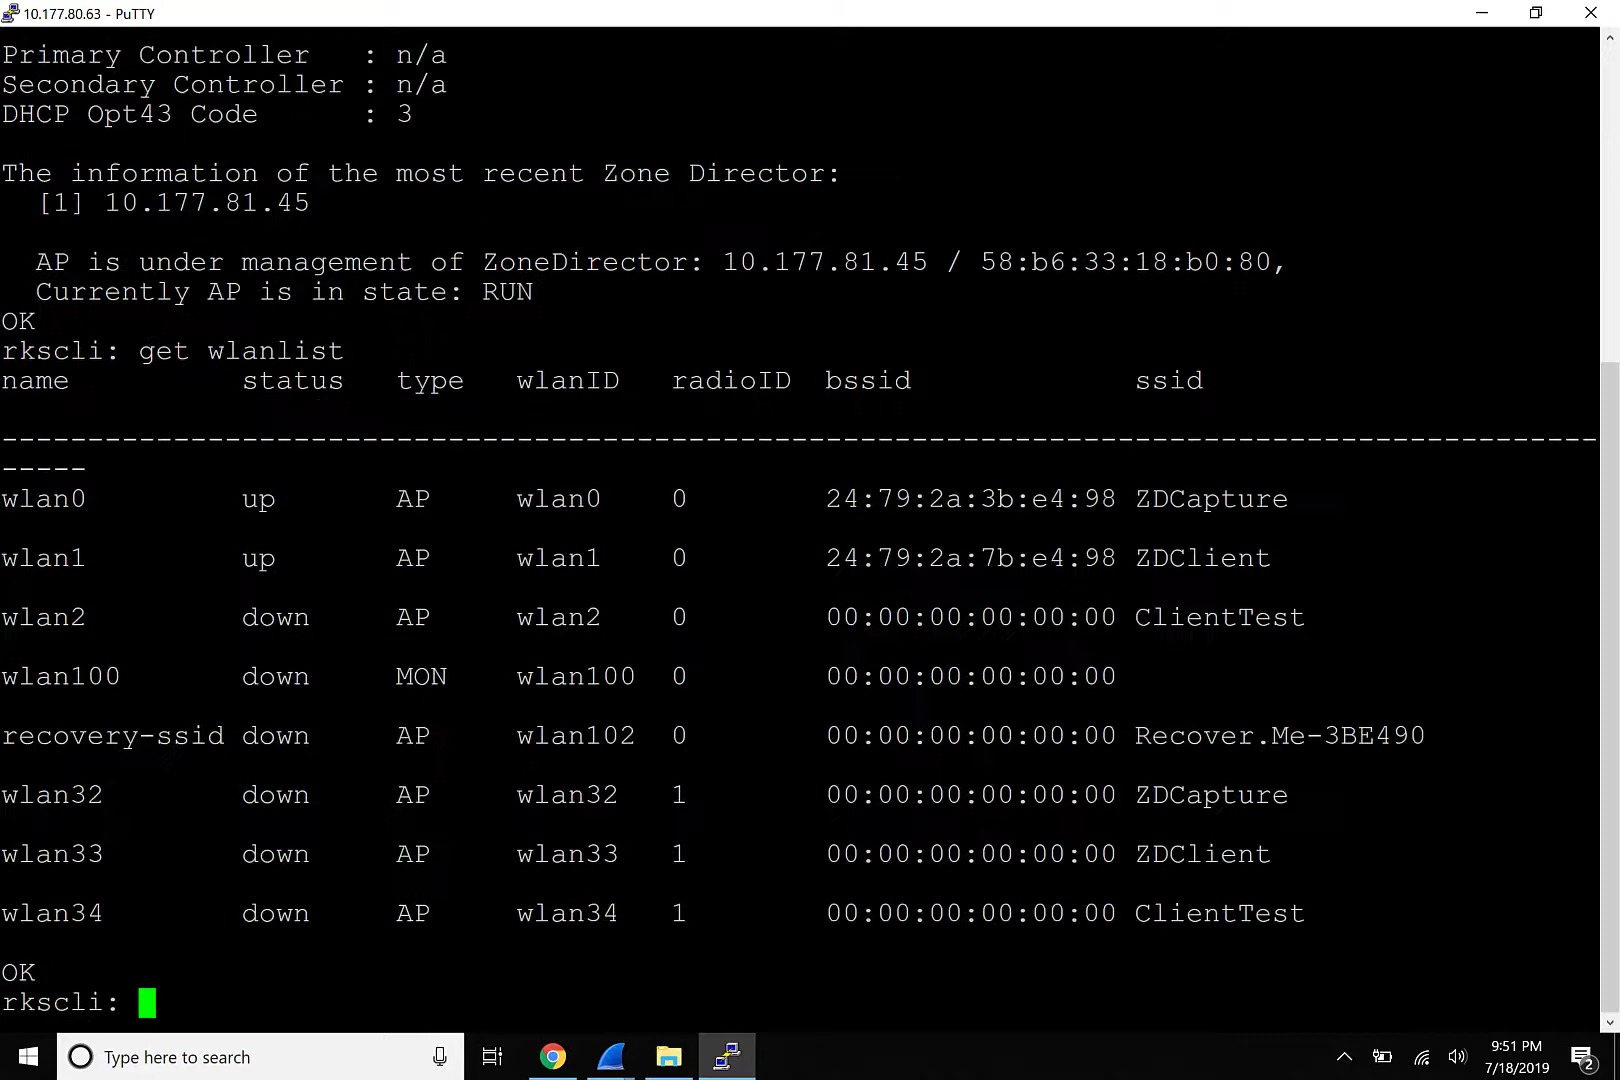 10.177.80.63 - PuTTY
Primary Controller   : n/a
Secondary Controller : n/a
DHCP Opt43 Code      : 3
The information of the most recent Zone Director:
[1] 10.177.81.45
AP is under management of ZoneDirector: 10.177.81.45 / 58:b6:33:18:b0:80,
Currently AP is in state: RUN
OK
rkscli: get wlanlist
name          status   type   wlanID   radioID  bssid             ssid
---------------------------------------------------------------------------------------------
-----
wlan0         up       AP     wlan0    0        24:79:2a:3b:e4:98 ZDCapture
wlan1         up       AP     wlan1    0        24:79:2a:7b:e4:98 ZDClient
wlan2         down     AP     wlan2    0        00:00:00:00:00:00 ClientTest
wlan100       down     MON    wlan100  0        00:00:00:00:00:00
recovery-ssid down     AP     wlan102  0        00:00:00:00:00:00 Recover.Me-3BE490
wlan32        down     AP     wlan32   1        00:00:00:00:00:00 ZDCapture
wlan33        down     AP     wlan33   1        00:00:00:00:00:00 ZDClient
wlan34        down     AP     wlan34   1        00:00:00:00:00:00 ClientTest
OK
rkscli:
Type here to search
9:51 PM
7/18/2019
2